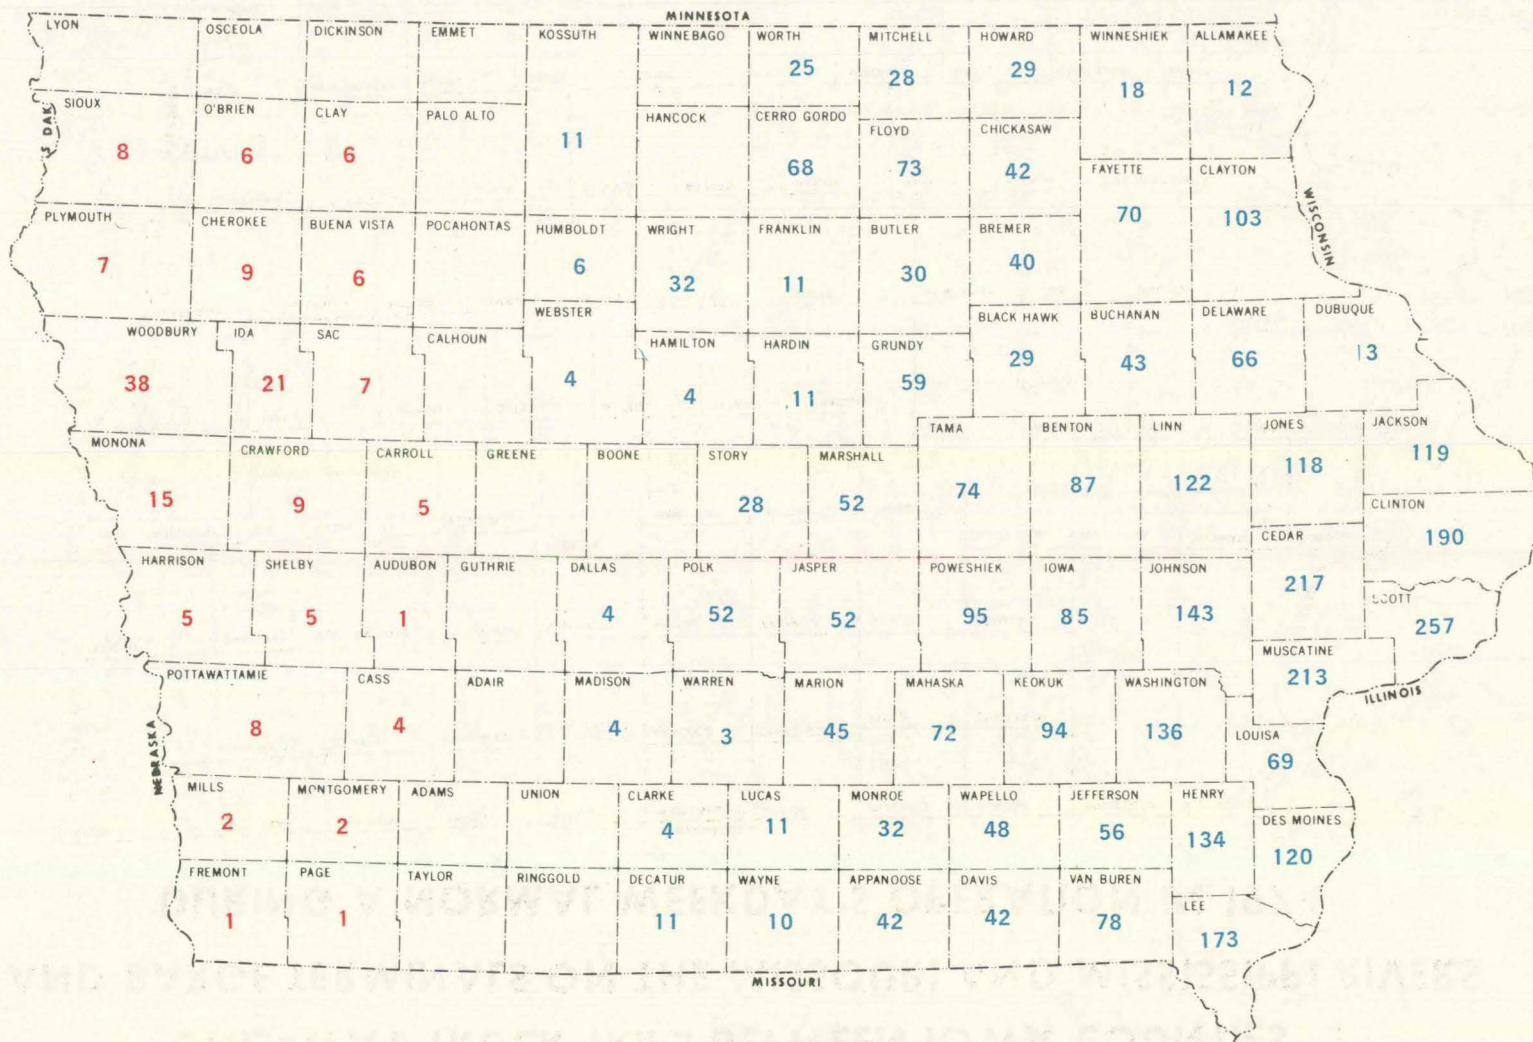 MINNESOTA
LYON
OSCEOLA
DICKINSON
EMMET
KOSSUTH
11
WINNEBAGO
WORTH
25
MITCHELL
28
HOWARD
29
WINNESHIEK
18
ALLAMAKEE
12
S DAK
SIOUX
8
O'BRIEN
6
CLAY
6
PALO ALTO
HANCOCK
CERRO GORDO
68
FLOYD
73
CHICKASAW
42
FAYETTE
70
CLAYTON
103
WISCONSIN
PLYMOUTH
7
CHEROKEE
9
BUENA VISTA
6
POCAHONTAS
HUMBOLDT
6
WRIGHT
32
FRANKLIN
11
BUTLER
30
BREMER
40
WOODBURY
38
IDA
21
SAC
7
CALHOUN
WEBSTER
4
HAMILTON
4
HARDIN
11
GRUNDY
59
BLACK HAWK
29
BUCHANAN
43
DELAWARE
66
DUBUQUE
13
MONONA
15
CRAWFORD
9
CARROLL
5
GREENE
BOONE
STORY
28
MARSHALL
52
TAMA
74
BENTON
87
LINN
122
JONES
118
JACKSON
119
CLINTON
190
HARRISON
5
SHELBY
5
AUDUBON
1
GUTHRIE
DALLAS
4
POLK
52
JASPER
52
POWESHIEK
95
IOWA
85
JOHNSON
143
CEDAR
217
SCOTT
257
MUSCATINE
213
ILLINOIS
NEBRASKA
POTTAWATTAMIE
8
CASS
4
ADAIR
MADISON
4
WARREN
3
MARION
45
MAHASKA
72
KEOKUK
94
WASHINGTON
136
LOUISA
69
MILLS
2
MONTGOMERY
2
ADAMS
UNION
CLARKE
4
LUCAS
11
MONROE
32
WAPELLO
48
JEFFERSON
56
HENRY
134
DES MOINES
120
FREMONT
1
PAGE
1
TAYLOR
RINGGOLD
DECATUR
11
WAYNE
10
APPANOOSE
42
DAVIS
42
VAN BUREN
78
LEE
173
MISSOURI